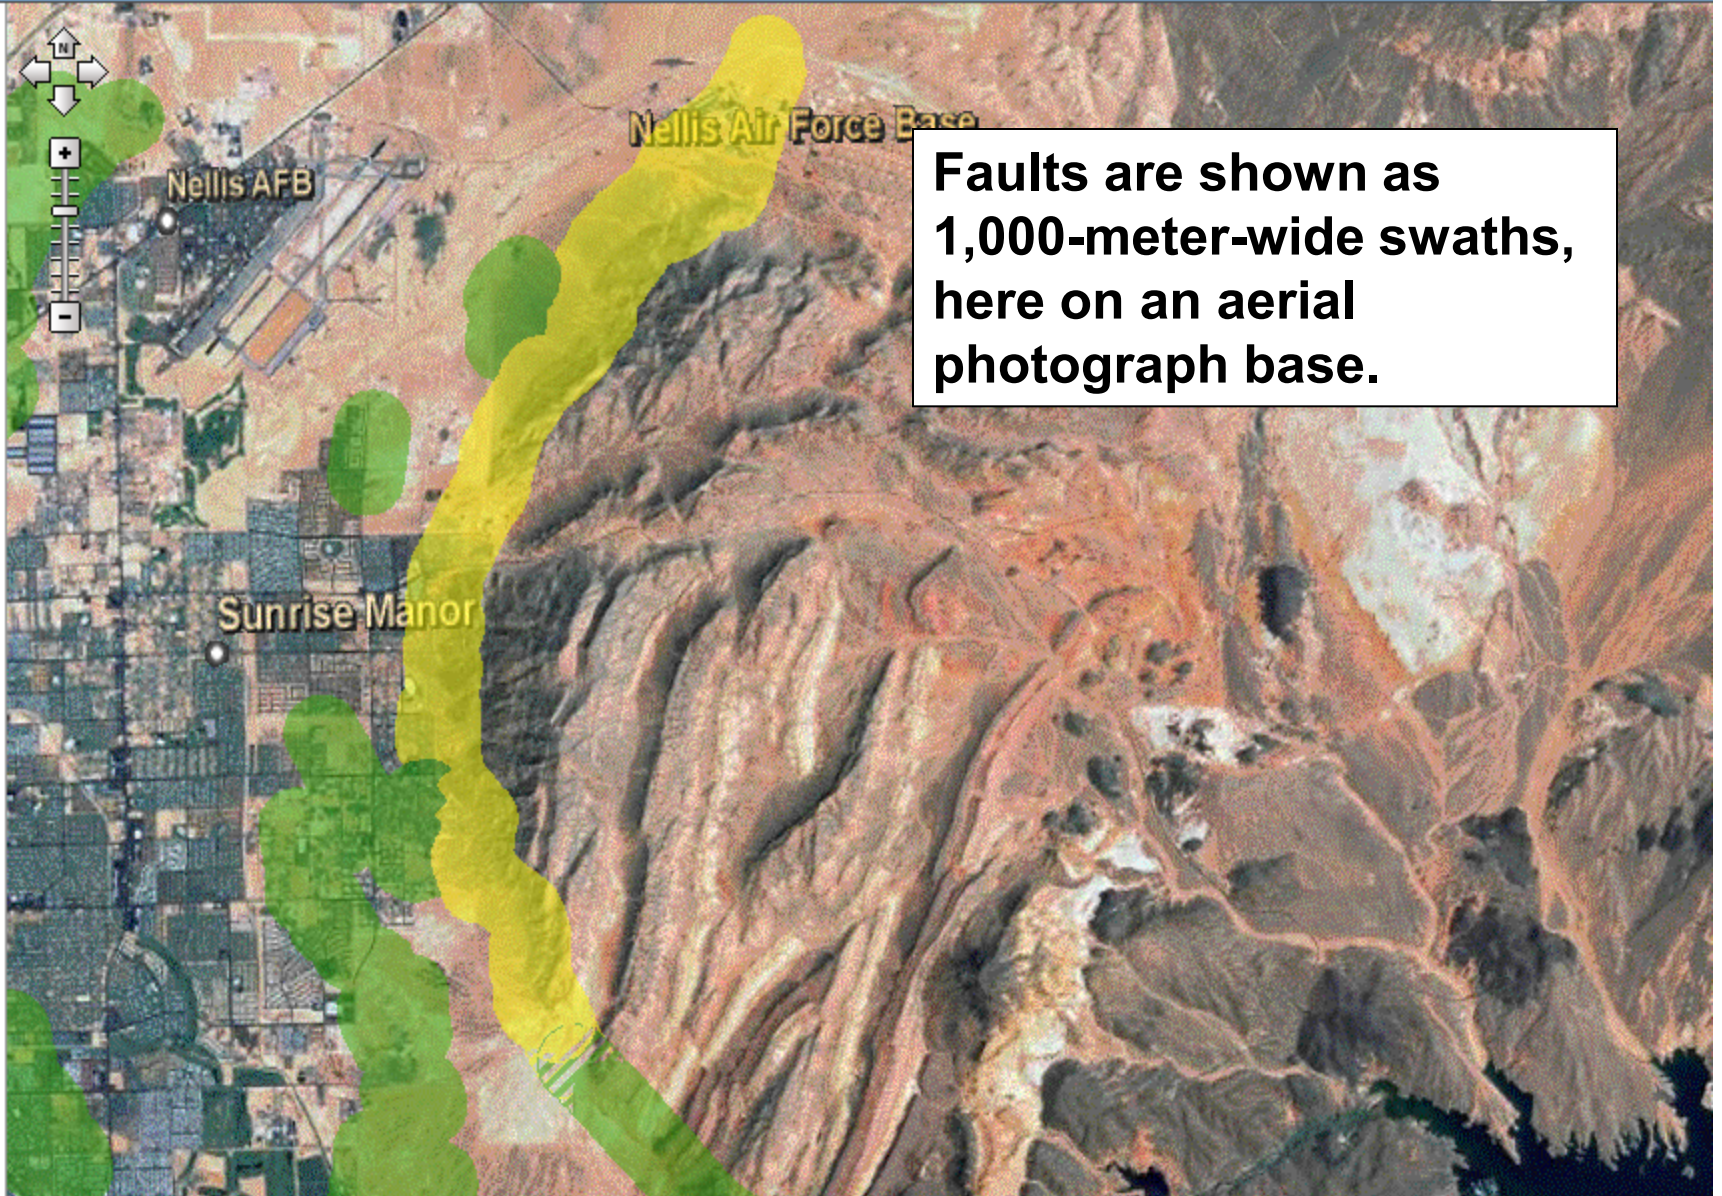 N
Nellis Air Force Base
Faults are shown as
1,000-meter-wide swaths,
here on an aerial
photograph base.
+
Nellis AFB
-
Sunrise Manor